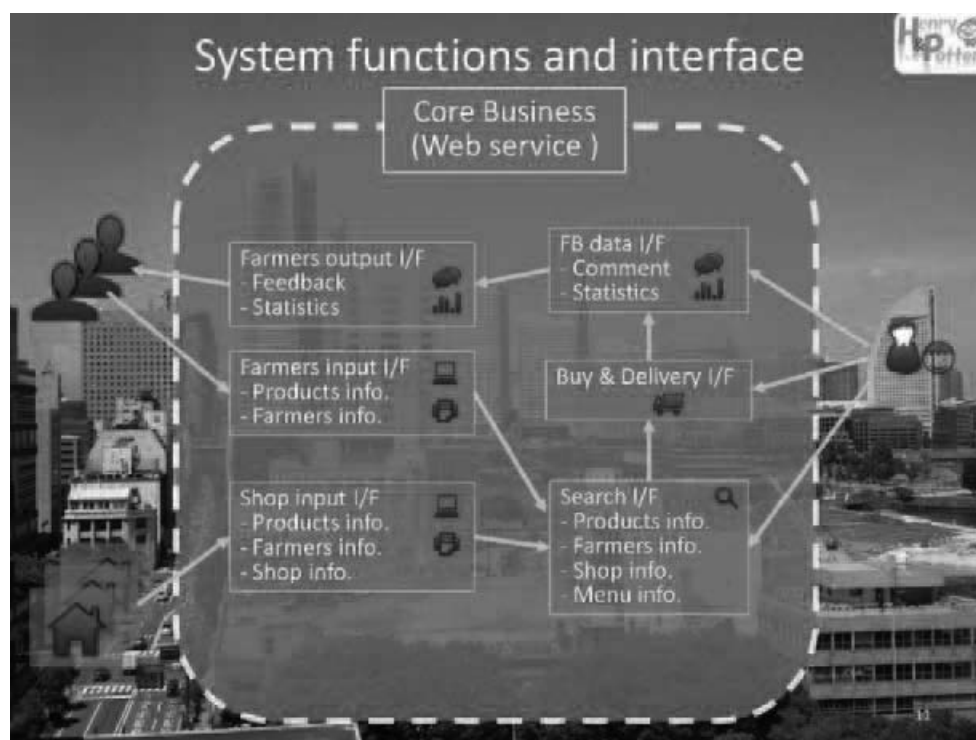 Henry
&
Potter
System functions and interface
Core Business
(Web service )
Farmers output I/F
- Feedback
- Statistics
FB data I/F
- Comment
- Statistics
Farmers input I/F
- Products info.
- Farmers info.
Buy & Delivery I/F
Shop input I/F
- Products info.
- Farmers info.
- Shop info.
Search I/F
- Products info.
- Farmers info.
- Shop info.
- Menu info.